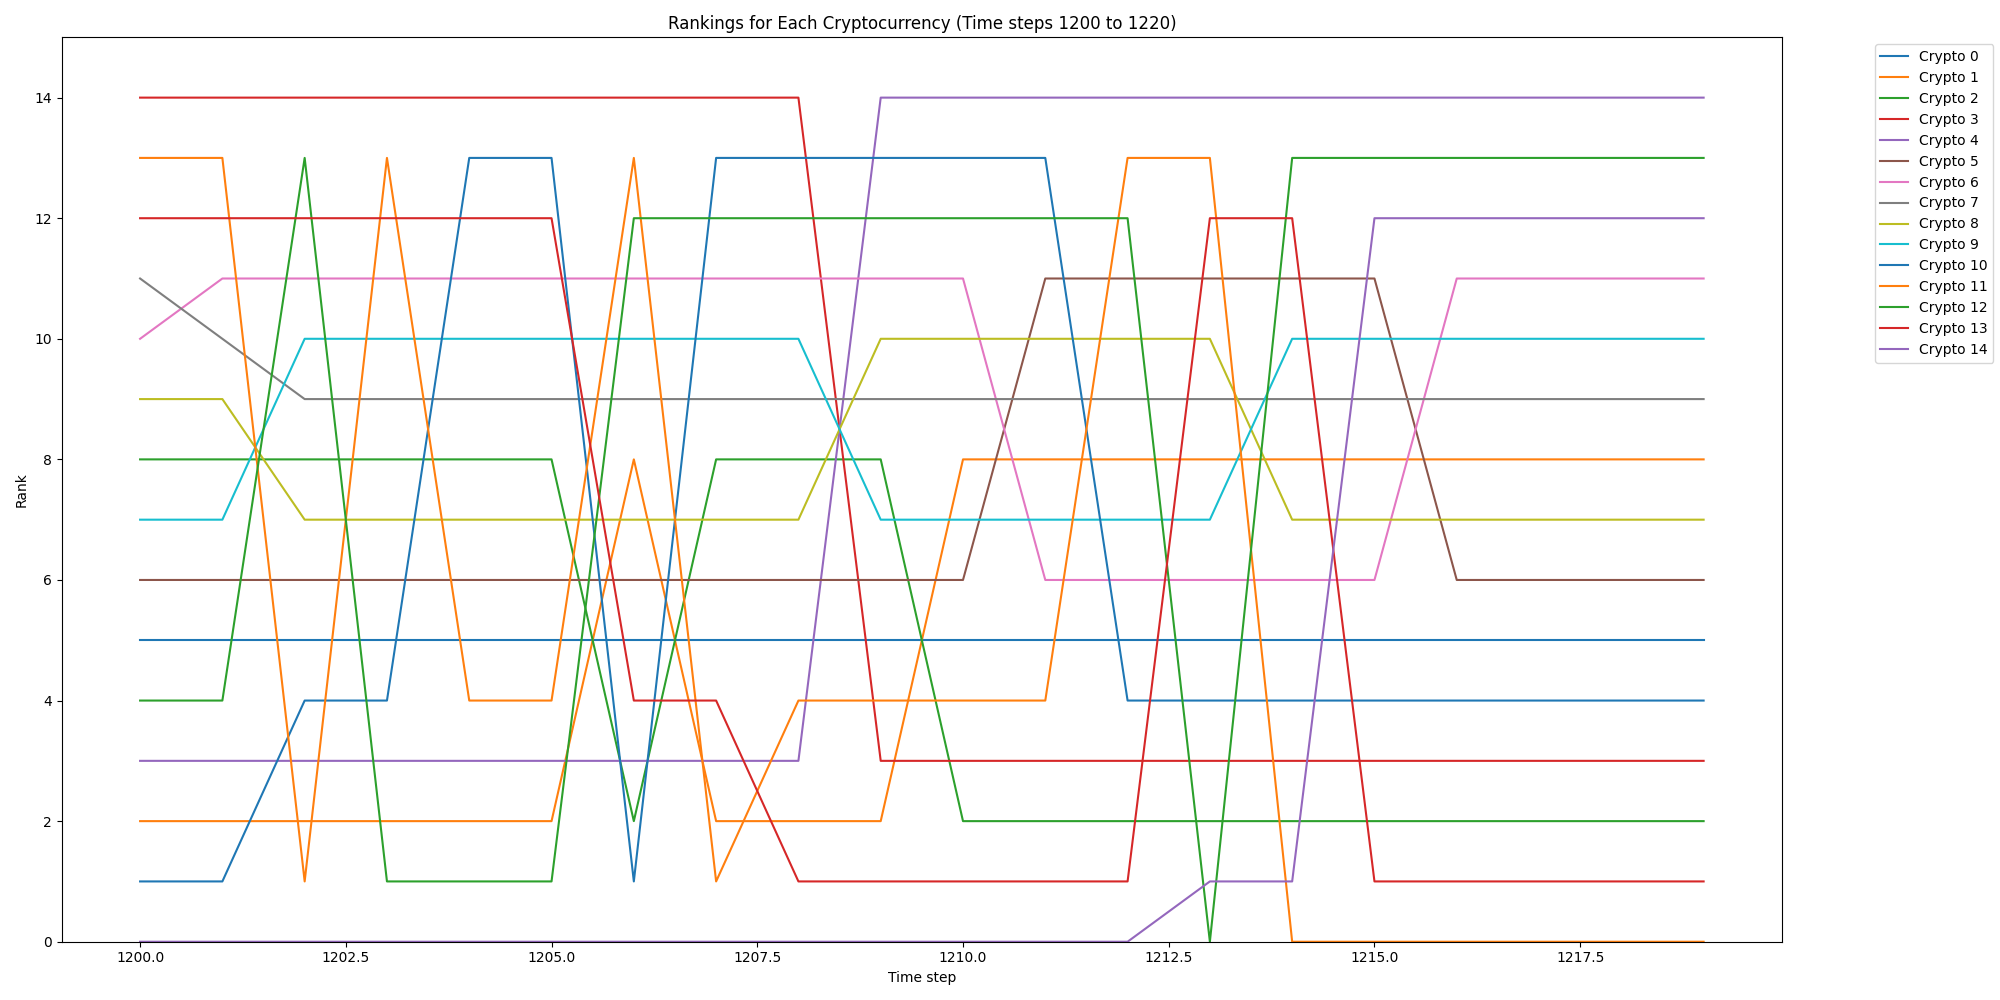 Rankings for Each Cryptocurrency (Time steps 1200 to 1220)
Crypto 0
Crypto 1
Crypto 2
Crypto 3
Crypto 4
Crypto 5
Crypto 6
Crypto 7
Crypto 8
Crypto 9
Crypto 10
Crypto 11
Crypto 12
Crypto 13
Crypto 14
Rank
14
12
10
8
6
4
2
0
1200.0 1202.5 1205.0 1207.5 1210.0 1212.5 1215.0 1217.5
Time step